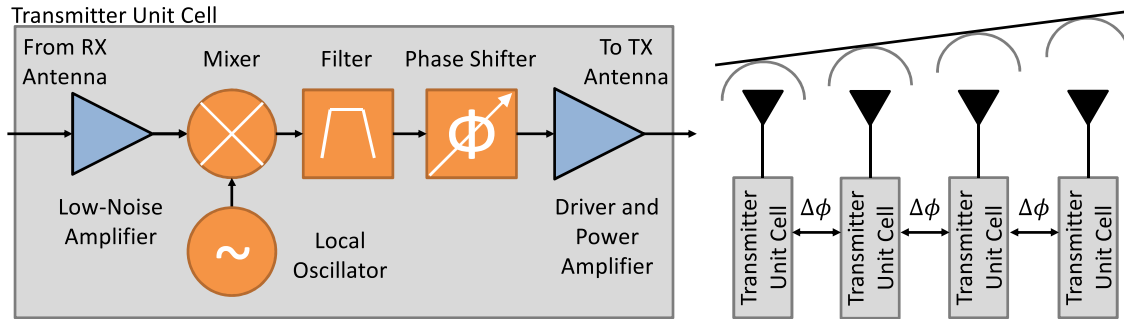 Transmitter Unit Cell
From RX
Antenna
Mixer
Filter
Phase Shifter
To TX
Antenna
ϕ
~
Low-Noise
Amplifier
Local
Oscillator
Driver and
Power
Amplifier
Transmitter
Unit Cell
Δϕ
Transmitter
Unit Cell
Δϕ
Transmitter
Unit Cell
Δϕ
Transmitter
Unit Cell